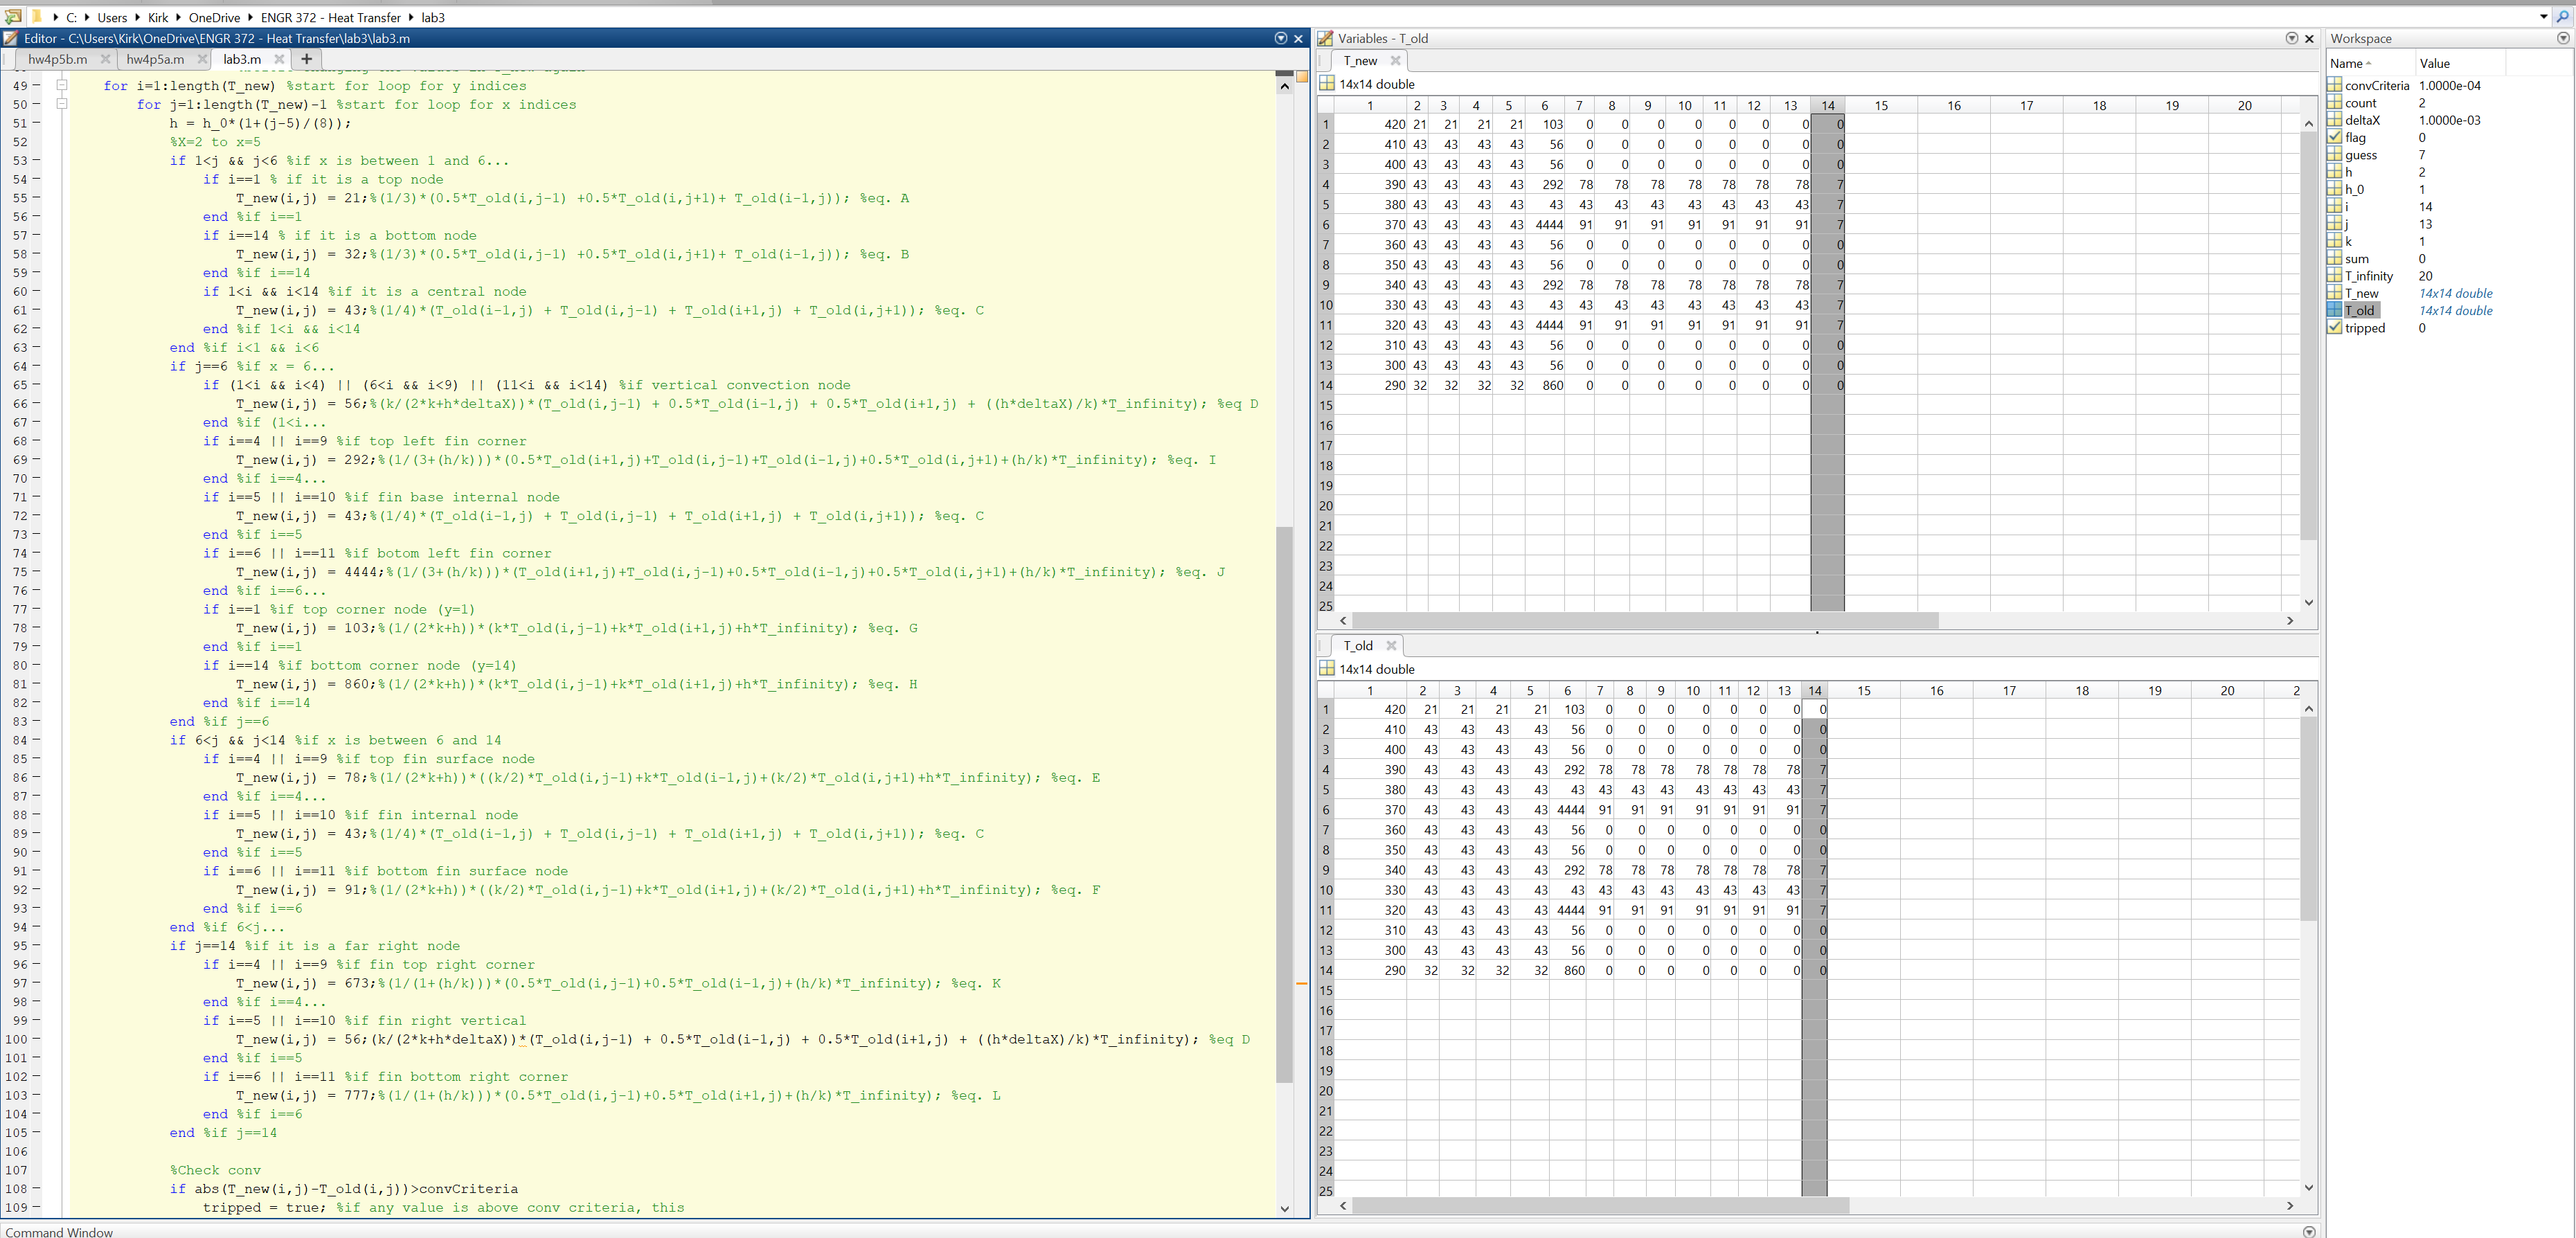 C: ▸ Users ▸ Kirk ▸ OneDrive ▸ ENGR 372 - Heat Transfer ▸ lab3
Editor - C:\Users\Kirk\OneDrive\ENGR 372 - Heat Transfer\lab3\lab3.m
hw4p5b.m hw4p5a.m lab3.m +
49 for i=1:length(T_new) %start for loop for y indices
50 for j=1:length(T_new)-1 %start for loop for x indices
51 h = h_0*(1+(j-5)/(8));
52 %X=2 to x=5
53 if 1<j && j<6 %if x is between 1 and 6...
54 if i==1 % if it is a top node
55 T_new(i,j) = 21;%(1/3)*(0.5*T_old(i,j-1) +0.5*T_old(i,j+1)+ T_old(i-1,j)); %eq. A
56 end %if i==1
57 if i==14 % if it is a bottom node
58 T_new(i,j) = 32;%(1/3)*(0.5*T_old(i,j-1) +0.5*T_old(i,j+1)+ T_old(i-1,j)); %eq. B
59 end %if i==14
60 if 1<i && i<14 %if it is a central node
61 T_new(i,j) = 43;%(1/4)*(T_old(i-1,j) + T_old(i,j-1) + T_old(i+1,j) + T_old(i,j+1)); %eq. C
62 end %if 1<i && i<14
63 end %if i<1 && i<6
64 if j==6 %if x = 6...
65 if (1<i && i<4) || (6<i && i<9) || (11<i && i<14) %if vertical convection node
66 T_new(i,j) = 56;%(k/(2*k+h*deltaX))*(T_old(i,j-1) + 0.5*T_old(i-1,j) + 0.5*T_old(i+1,j) + ((h*deltaX)/k)*T_infinity); %eq D
67 end %if (1<i...
68 if i==4 || i==9 %if top left fin corner
69 T_new(i,j) = 292;%(1/(3+(h/k)))*(0.5*T_old(i+1,j)+T_old(i,j-1)+T_old(i-1,j)+0.5*T_old(i,j+1)+(h/k)*T_infinity); %eq. I
70 end %if i==4...
71 if i==5 || i==10 %if fin base internal node
72 T_new(i,j) = 43;%(1/4)*(T_old(i-1,j) + T_old(i,j-1) + T_old(i+1,j) + T_old(i,j+1)); %eq. C
73 end %if i==5
74 if i==6 || i==11 %if botom left fin corner
75 T_new(i,j) = 4444;%(1/(3+(h/k)))*(T_old(i+1,j)+T_old(i,j-1)+0.5*T_old(i-1,j)+0.5*T_old(i,j+1)+(h/k)*T_infinity); %eq. J
76 end %if i==6...
77 if i==1 %if top corner node (y=1)
78 T_new(i,j) = 103;%(1/(2*k+h))*(k*T_old(i,j-1)+k*T_old(i+1,j)+h*T_infinity); %eq. G
79 end %if i==1
80 if i==14 %if bottom corner node (y=14)
81 T_new(i,j) = 860;%(1/(2*k+h))*(k*T_old(i,j-1)+k*T_old(i+1,j)+h*T_infinity); %eq. H
82 end %if i==14
83 end %if j==6
84 if 6<j && j<14 %if x is between 6 and 14
85 if i==4 || i==9 %if top fin surface node
86 T_new(i,j) = 78;%(1/(2*k+h))*((k/2)*T_old(i,j-1)+k*T_old(i-1,j)+(k/2)*T_old(i,j+1)+h*T_infinity); %eq. E
87 end %if i==4...
88 if i==5 || i==10 %if fin internal node
89 T_new(i,j) = 43;%(1/4)*(T_old(i-1,j) + T_old(i,j-1) + T_old(i+1,j) + T_old(i,j+1)); %eq. C
90 end %if i==5
91 if i==6 || i==11 %if bottom fin surface node
92 T_new(i,j) = 91;%(1/(2*k+h))*((k/2)*T_old(i,j-1)+k*T_old(i+1,j)+(k/2)*T_old(i,j+1)+h*T_infinity); %eq. F
93 end %if i==6
94 end %if 6<j...
95 if j==14 %if it is a far right node
96 if i==4 || i==9 %if fin top right corner
97 T_new(i,j) = 673;%(1/(1+(h/k)))*(0.5*T_old(i,j-1)+0.5*T_old(i-1,j)+(h/k)*T_infinity); %eq. K
98 end %if i==4...
99 if i==5 || i==10 %if fin right vertical
100 T_new(i,j) = 56;(k/(2*k+h*deltaX))*(T_old(i,j-1) + 0.5*T_old(i-1,j) + 0.5*T_old(i+1,j) + ((h*deltaX)/k)*T_infinity); %eq D
101 end %if i==5
102 if i==6 || i==11 %if fin bottom right corner
103 T_new(i,j) = 777;%(1/(1+(h/k)))*(0.5*T_old(i,j-1)+0.5*T_old(i+1,j)+(h/k)*T_infinity); %eq. L
104 end %if i==6
105 end %if j==14
106
107 %Check conv
108 if abs(T_new(i,j)-T_old(i,j))>convCriteria
109 tripped = true; %if any value is above conv criteria, this
Command Window
Variables - T_old
T_new
14x14 double
1 2 3 4 5 6 7 8 9 10 11 12 13 14 15 16 17 18 19 20
1 420 21 21 21 21 103 0 0 0 0 0 0 0 0
2 410 43 43 43 43 56 0 0 0 0 0 0 0 0
3 400 43 43 43 43 56 0 0 0 0 0 0 0 0
4 390 43 43 43 43 292 78 78 78 78 78 78 78 7
5 380 43 43 43 43 43 43 43 43 43 43 43 43 7
6 370 43 43 43 43 4444 91 91 91 91 91 91 91 7
7 360 43 43 43 43 56 0 0 0 0 0 0 0 0
8 350 43 43 43 43 56 0 0 0 0 0 0 0 0
9 340 43 43 43 43 292 78 78 78 78 78 78 78 7
10 330 43 43 43 43 43 43 43 43 43 43 43 43 7
11 320 43 43 43 43 4444 91 91 91 91 91 91 91 7
12 310 43 43 43 43 56 0 0 0 0 0 0 0 0
13 300 43 43 43 43 56 0 0 0 0 0 0 0 0
14 290 32 32 32 32 860 0 0 0 0 0 0 0 0
15
16
17
18
19
20
21
22
23
24
25
T_old
14x14 double
1 2 3 4 5 6 7 8 9 10 11 12 13 14 15 16 17 18 19 20 2
1 420 21 21 21 21 103 0 0 0 0 0 0 0 0
2 410 43 43 43 43 56 0 0 0 0 0 0 0 0
3 400 43 43 43 43 56 0 0 0 0 0 0 0 0
4 390 43 43 43 43 292 78 78 78 78 78 78 78 7
5 380 43 43 43 43 43 43 43 43 43 43 43 43 7
6 370 43 43 43 43 4444 91 91 91 91 91 91 91 7
7 360 43 43 43 43 56 0 0 0 0 0 0 0 0
8 350 43 43 43 43 56 0 0 0 0 0 0 0 0
9 340 43 43 43 43 292 78 78 78 78 78 78 78 7
10 330 43 43 43 43 43 43 43 43 43 43 43 43 7
11 320 43 43 43 43 4444 91 91 91 91 91 91 91 7
12 310 43 43 43 43 56 0 0 0 0 0 0 0 0
13 300 43 43 43 43 56 0 0 0 0 0 0 0 0
14 290 32 32 32 32 860 0 0 0 0 0 0 0 0
15
16
17
18
19
20
21
22
23
24
25
Workspace
Name Value
convCriteria 1.0000e-04
count 2
deltaX 1.0000e-03
flag 0
guess 7
h 2
h_0 1
i 14
j 13
k 1
sum 0
T_infinity 20
T_new 14x14 double
T_old 14x14 double
tripped 0